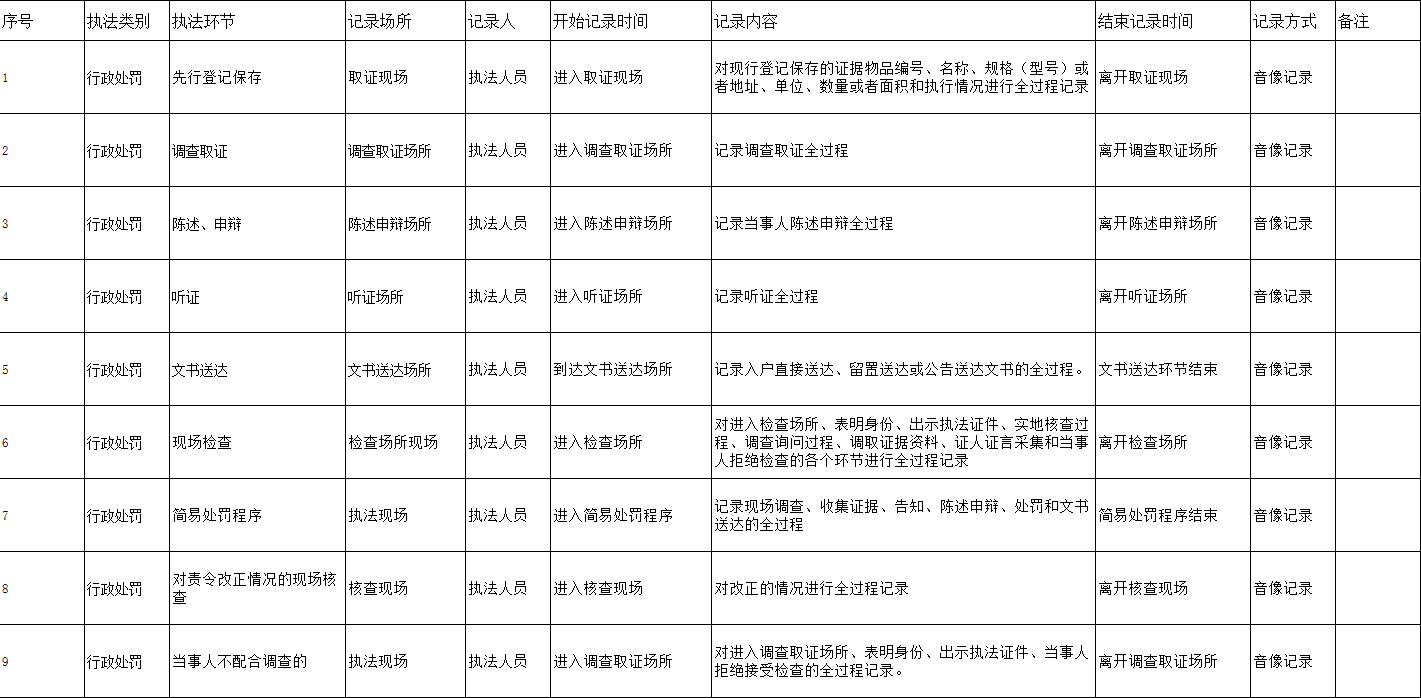 序号 执法类别 执法环节 记录场所 记录人 开始记录时间 记录内容 结束记录时间 记录方式 备注
1 行政处罚 先行登记保存 取证现场 执法人员 进入取证现场 对现行登记保存的证据物品编号、名称、规格（型号）或 离开取证现场 音像记录
者地址、单位、数量或者面积和执行情况进行全过程记录
2 行政处罚 调查取证 调查取证场所 执法人员 进入调查取证场所 记录调查取证全过程 离开调查取证场所 音像记录
3 行政处罚 陈述、申辩 陈述申辩场所 执法人员 进入陈述申辩场所 记录当事人陈述申辩全过程 离开陈述申辩场所 音像记录
4 行政处罚 听证 听证场所 执法人员 进入听证场所 记录听证全过程 离开听证场所 音像记录
5 行政处罚 文书送达 文书送达场所 执法人员 到达文书送达场所 记录入户直接送达、留置送达或公告送达文书的全过程。 文书送达环节结束 音像记录
6 行政处罚 现场检查 检查场所现场 执法人员 进入检查场所 对进入检查场所、表明身份、出示执法证件、实地核查过 离开检查场所 音像记录
程、调查询问过程、调取证据资料、证人证言采集和当事
人拒绝检查的各个环节进行全过程记录
7 行政处罚 简易处罚程序 执法现场 执法人员 进入简易处罚程序 记录现场调查、收集证据、告知、陈述申辩、处罚和文书 简易处罚程序结束 音像记录
送达的全过程
8 行政处罚 对责令改正情况的现场核 核查现场 执法人员 进入核查现场 对改正的情况进行全过程记录 离开核查现场 音像记录
查
9 行政处罚 当事人不配合调查的 执法现场 执法人员 进入调查取证场所 对进入调查取证场所、表明身份、出示执法证件、当事人 离开调查取证场所 音像记录
拒绝接受检查的全过程记录。